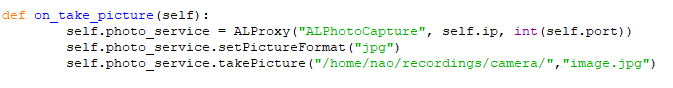 def on_take_picture(self):
        self.photo_service = ALProxy("ALPhotoCapture", self.ip, int(self.port))
        self.photo_service.setPictureFormat("jpg")
        self.photo_service.takePicture("/home/nao/recordings/camera/","image.jpg")